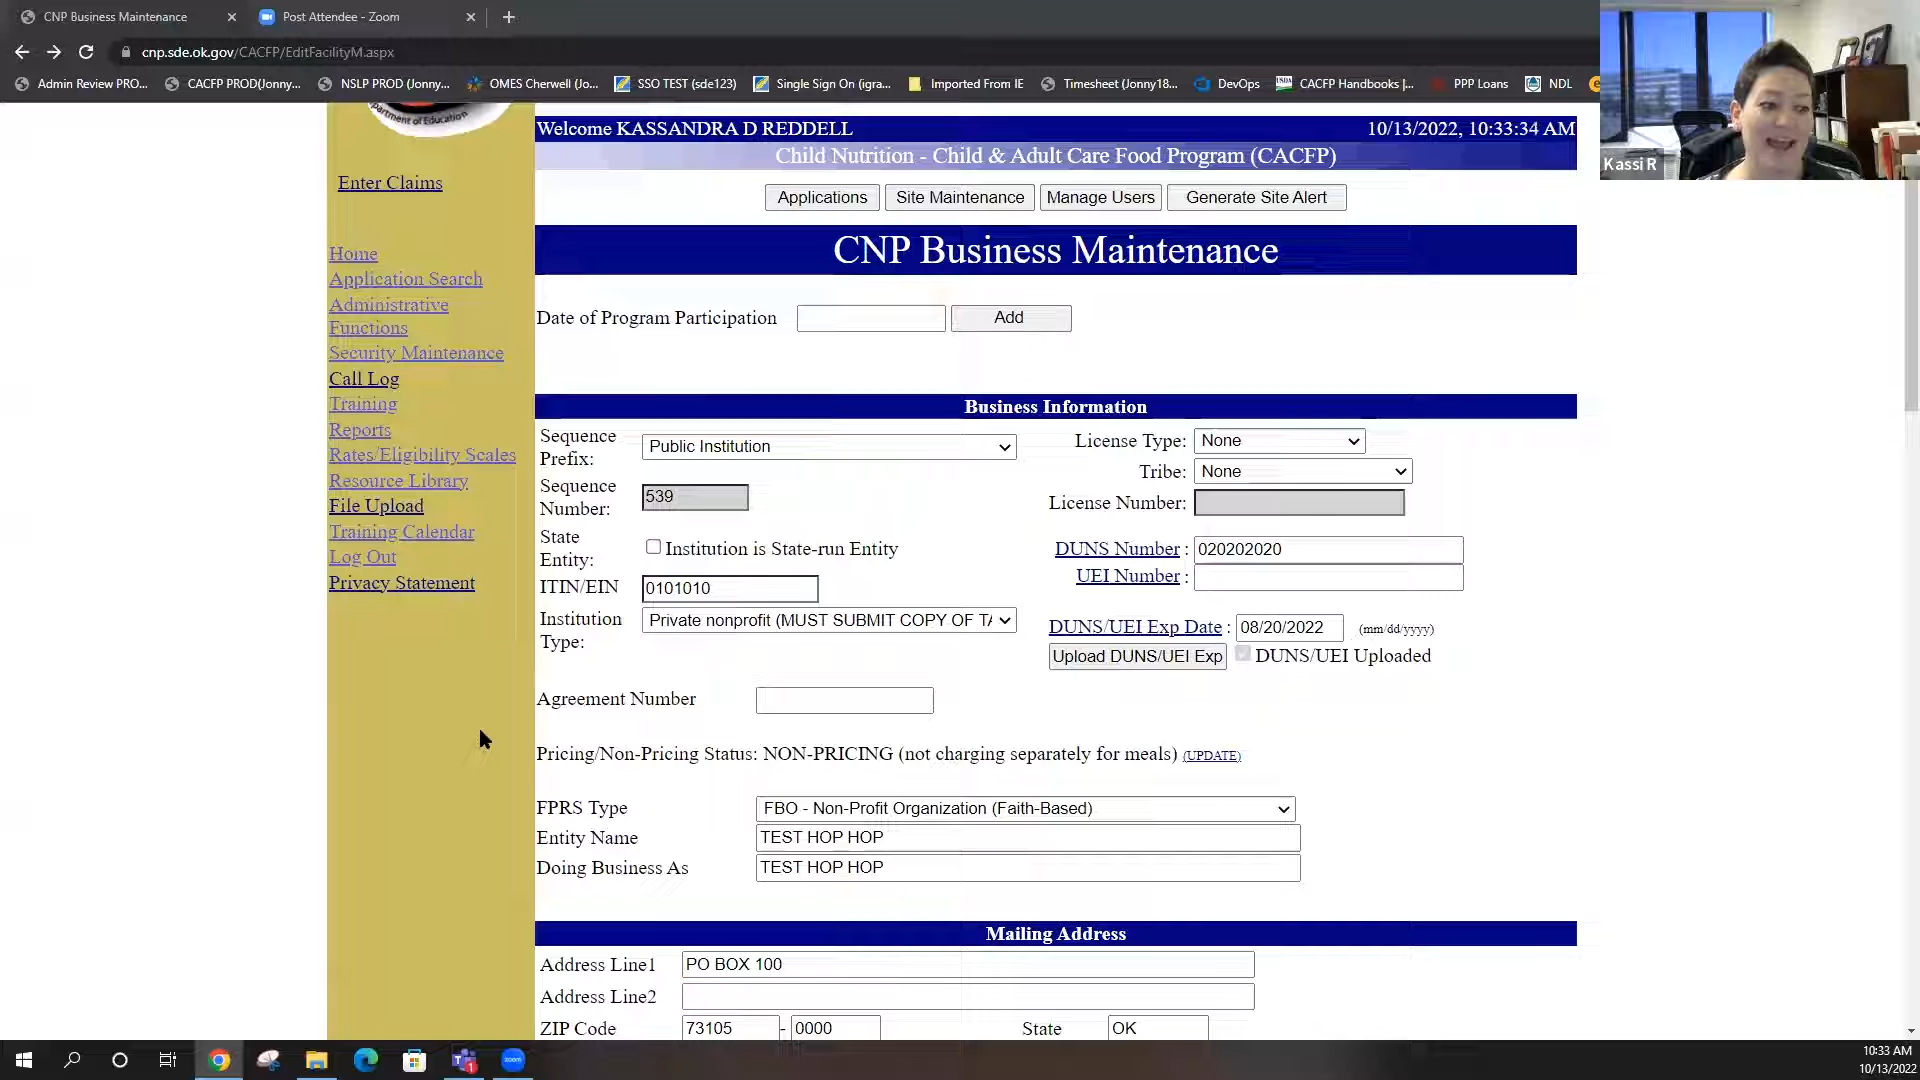 CNP Business Maintenance
Post Attendee - Zoom
cnp.sde.ok.gov/CACFP/EditFacilityM.aspx
Admin Review PRO...
CACFP PROD(Jonny...
NSLP PROD (Jonny...
OMES Cherwell (Jo...
SSO TEST (sde123)
Single Sign On (igra...
Imported From IE
Timesheet (Jonny18...
DevOps
CACFP Handbooks |...
PPP Loans
NDL
Kassi R
Department of Education
Welcome KASSANDRA D REDDELL
10/13/2022, 10:33:34 AM
Child Nutrition - Child & Adult Care Food Program (CACFP)
Enter Claims
Applications
Site Maintenance
Manage Users
Generate Site Alert
Home
Application Search
Administrative
Functions
Security Maintenance
Call Log
Training
Reports
Rates/Eligibility Scales
Resource Library
File Upload
Training Calendar
Log Out
Privacy Statement
CNP Business Maintenance
Date of Program Participation
Add
Business Information
Sequence
Prefix:
Public Institution
Sequence
Number:
539
State
Entity:
Institution is State-run Entity
ITIN/EIN
0101010
Institution
Type:
Private nonprofit (MUST SUBMIT COPY OF TA
License Type:
None
Tribe:
None
License Number:
DUNS Number :
020202020
UEI Number :
DUNS/UEI Exp Date :
08/20/2022
(mm/dd/yyyy)
Upload DUNS/UEI Exp
DUNS/UEI Uploaded
Agreement Number
Pricing/Non-Pricing Status: NON-PRICING (not charging separately for meals) (UPDATE)
FPRS Type
FBO - Non-Profit Organization (Faith-Based)
Entity Name
TEST HOP HOP
Doing Business As
TEST HOP HOP
Mailing Address
Address Line1
PO BOX 100
Address Line2
ZIP Code
73105
-
0000
State
OK
zoom
10:33 AM
10/13/2022